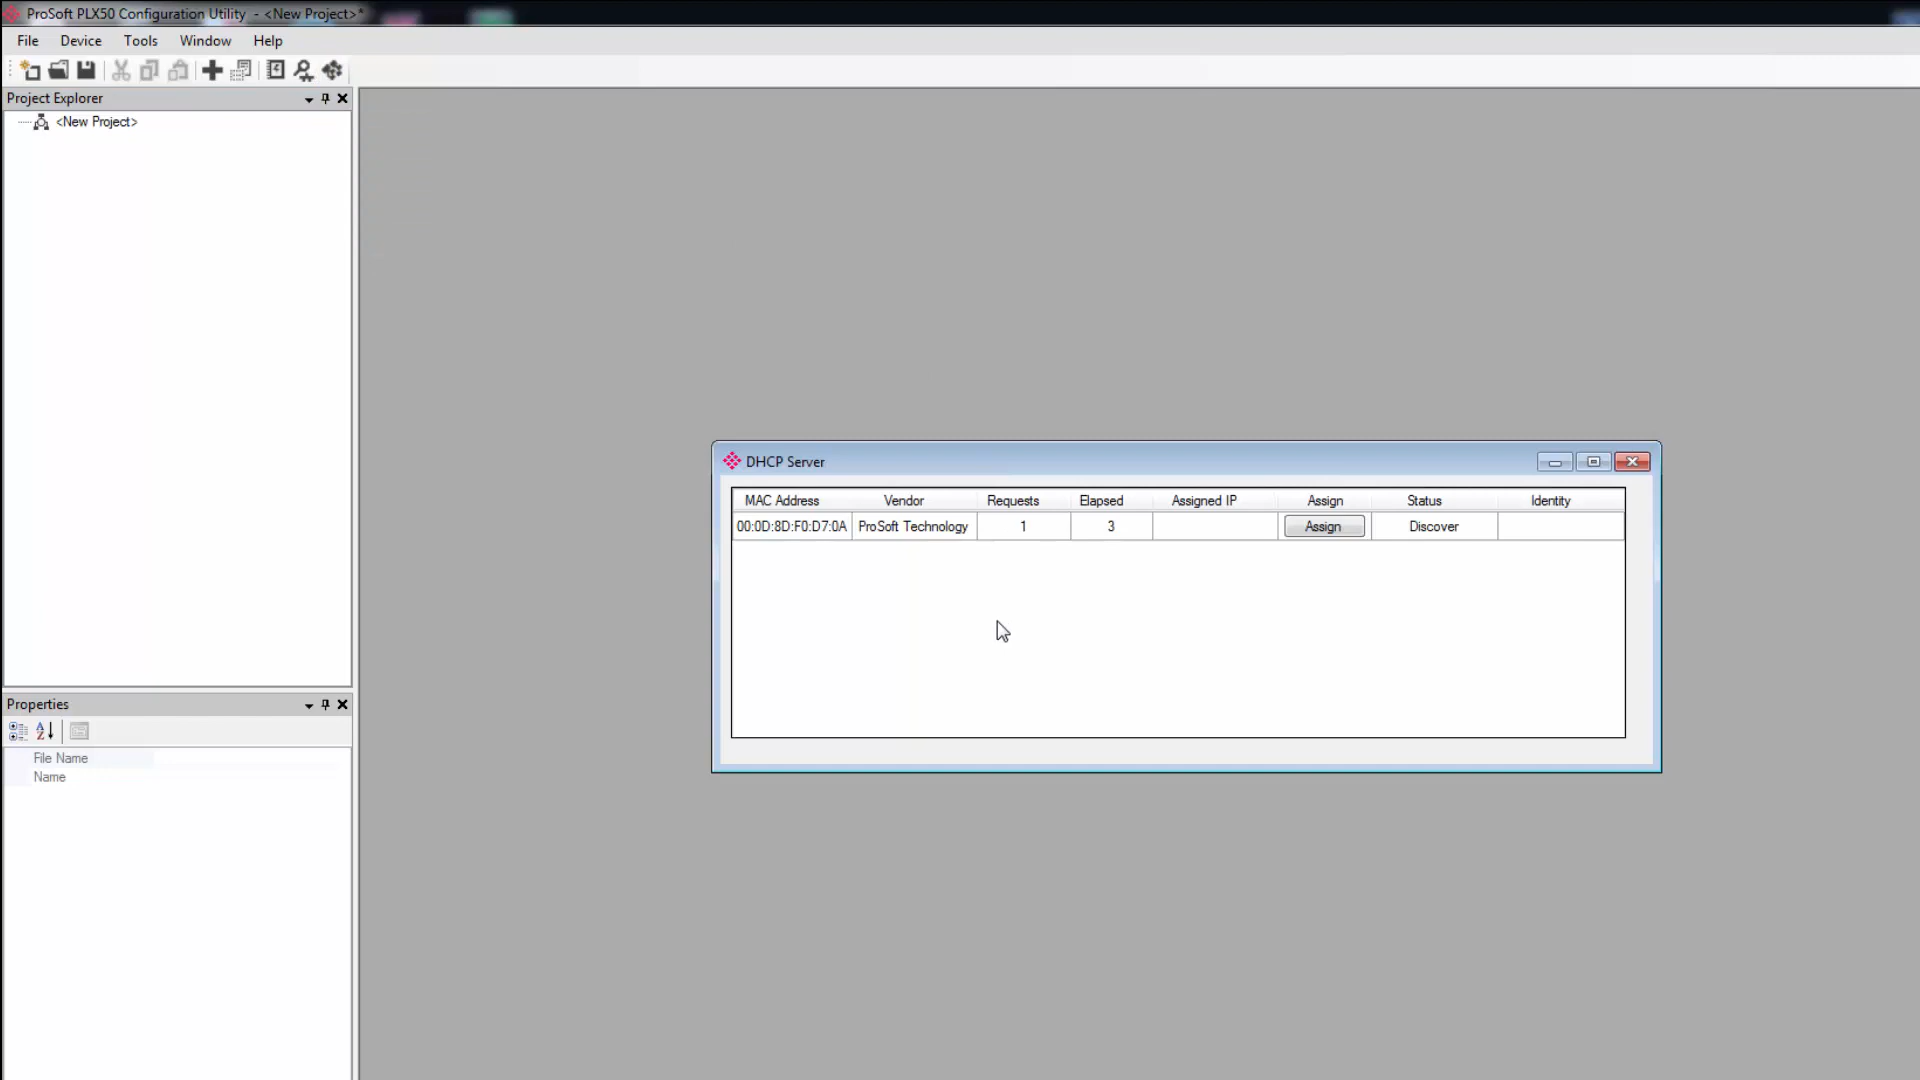 ProSoft PLX50 Configuration Utility - <New Project>*
File Device Tools Window Help
Project Explorer
<New Project>
DHCP Server
MAC Address Vendor Requests Elapsed Assigned IP Assign Status Identity
00:0D:8D:F0:D7:0A ProSoft Technology 1 3 Assign Discover
Properties
File Name
Name